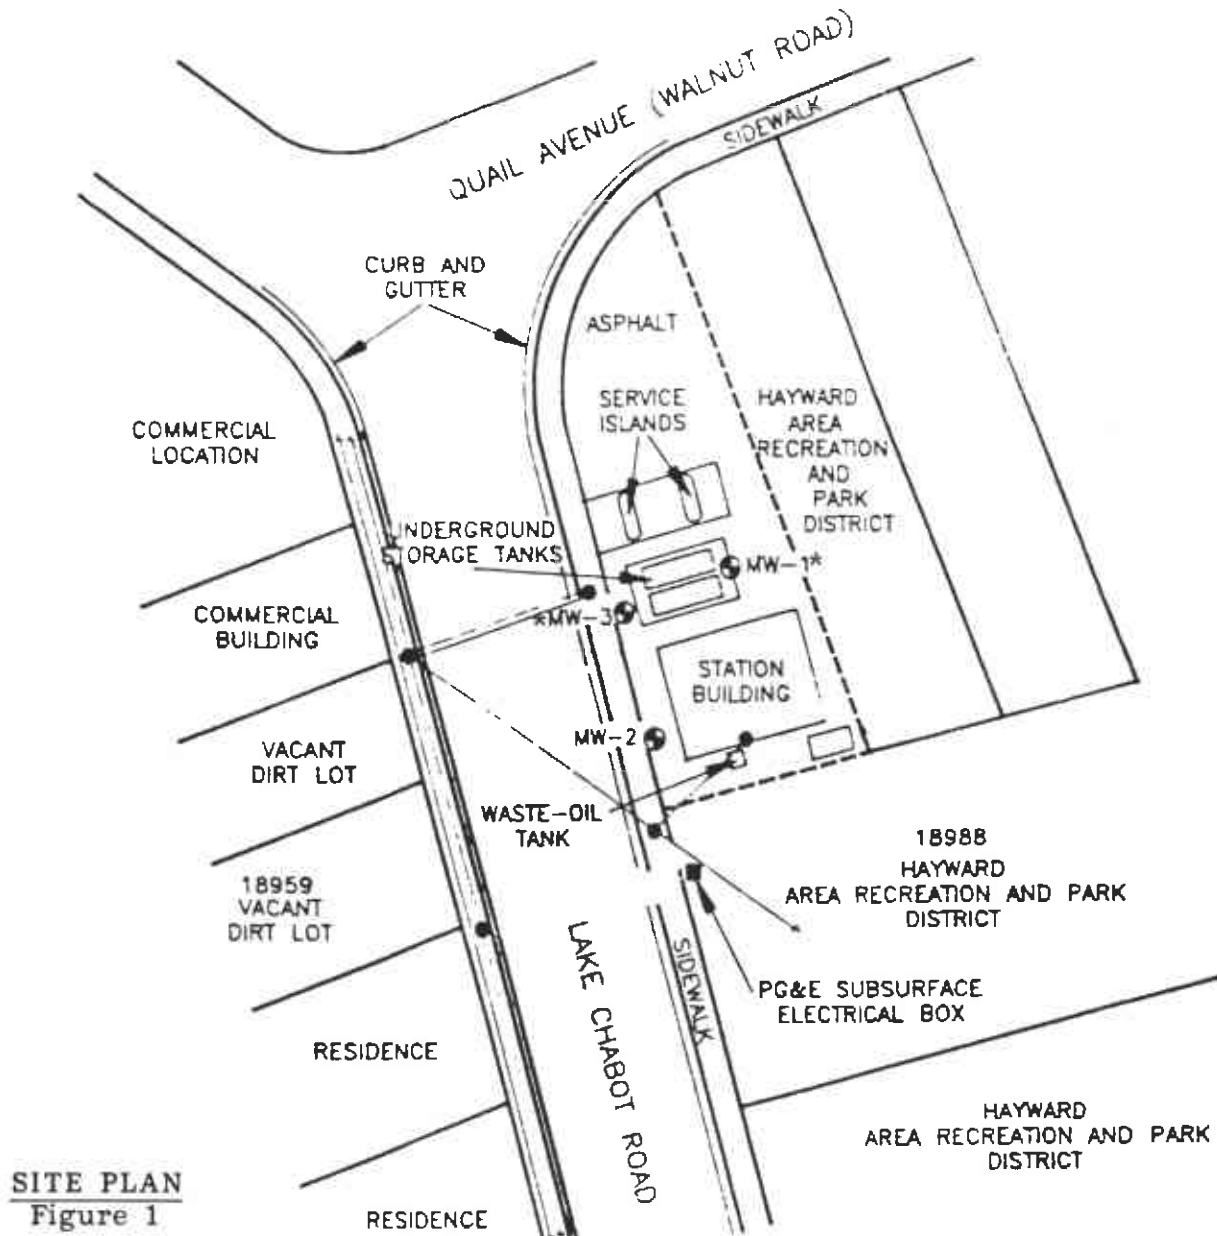 QUAIL AVENUE (WALNUT ROAD)
SIDEWALK
CURB AND
GUTTER
ASPHALT
SERVICE
ISLANDS
HAYWARD
AREA
RECREATION
AND
PARK
DISTRICT
COMMERCIAL
LOCATION
UNDERGROUND
ORAGE TANKS
MW-1*
*MW-3
COMMERCIAL
BUILDING
STATION
BUILDING
MW-2
VACANT
DIRT LOT
WASTE-OIL
TANK
18988
HAYWARD
AREA RECREATION AND PARK
DISTRICT
18959
VACANT
DIRT LOT
LAKE CHABOT ROAD
SIDEWALK
PG&E SUBSURFACE
ELECTRICAL BOX
RESIDENCE
HAYWARD
AREA RECREATION AND PARK
DISTRICT
SITE PLAN
Figure 1
RESIDENCE